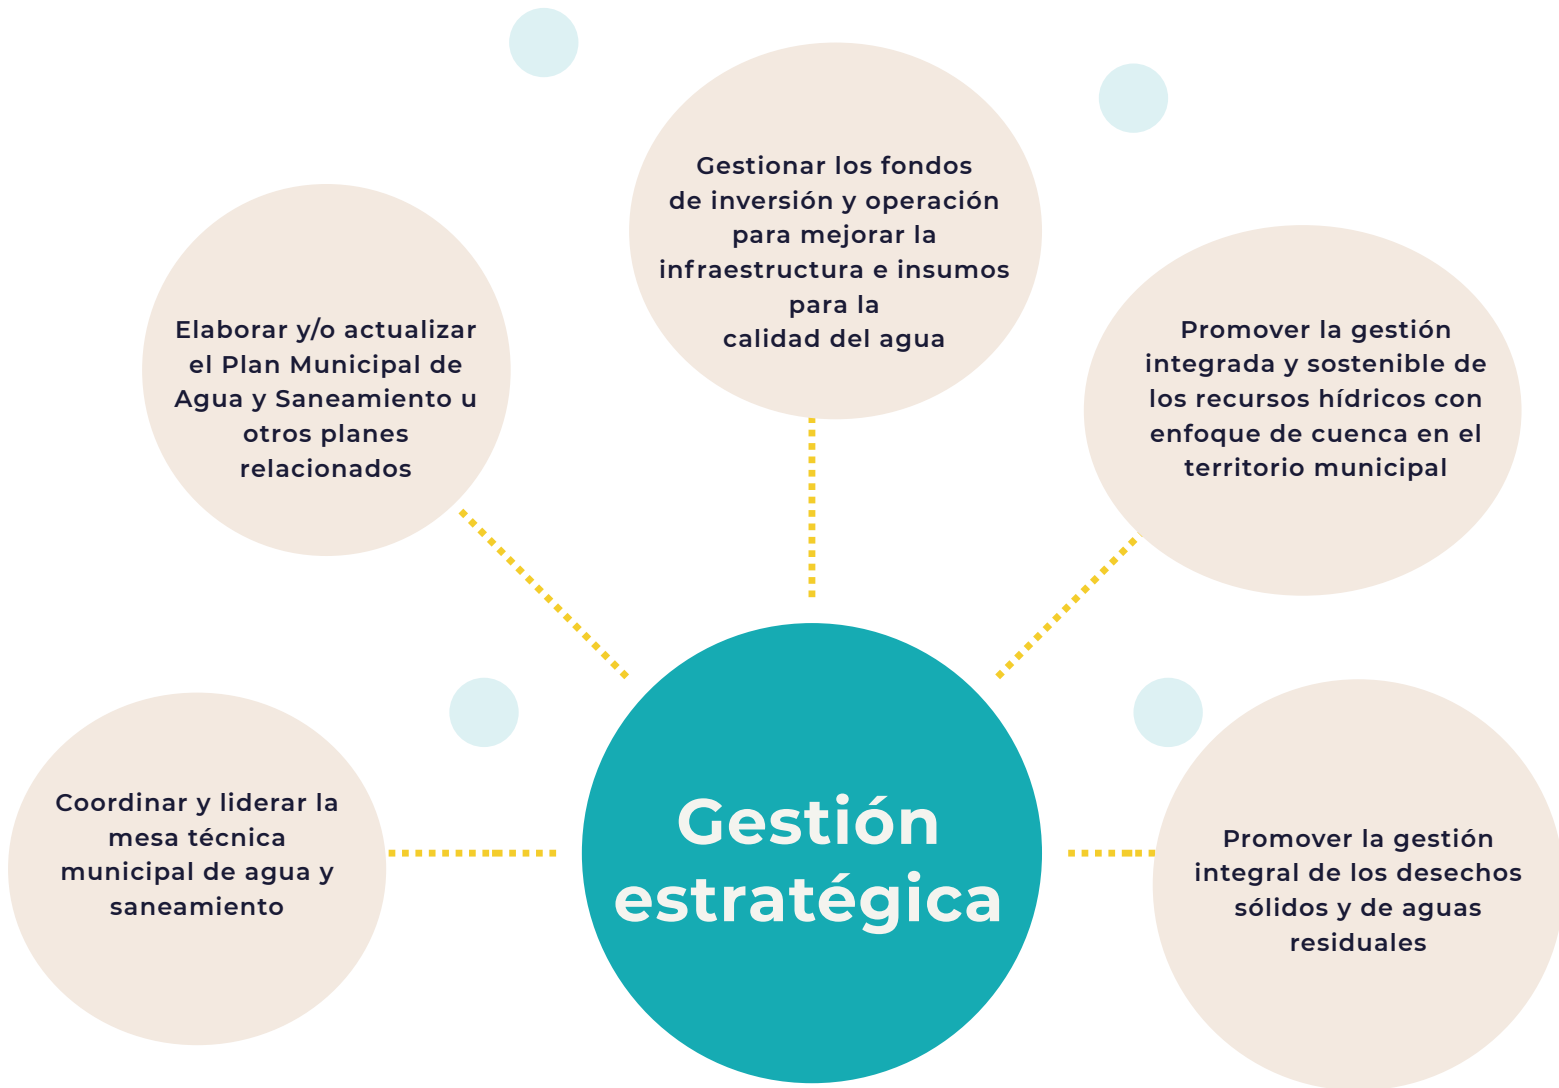 Gestionar los fondos
de inversión y operación
para mejorar la
infraestructura e insumos
para la
calidad del agua
Elaborar y/o actualizar
el Plan Municipal de
Agua y Saneamiento u
otros planes
relacionados
Promover la gestión
integrada y sostenible de
los recursos hídricos con
enfoque de cuenca en el
territorio municipal
Coordinar y liderar la
mesa técnica
municipal de agua y
saneamiento
Gestión
estratégica
Promover la gestión
integral de los desechos
sólidos y de aguas
residuales